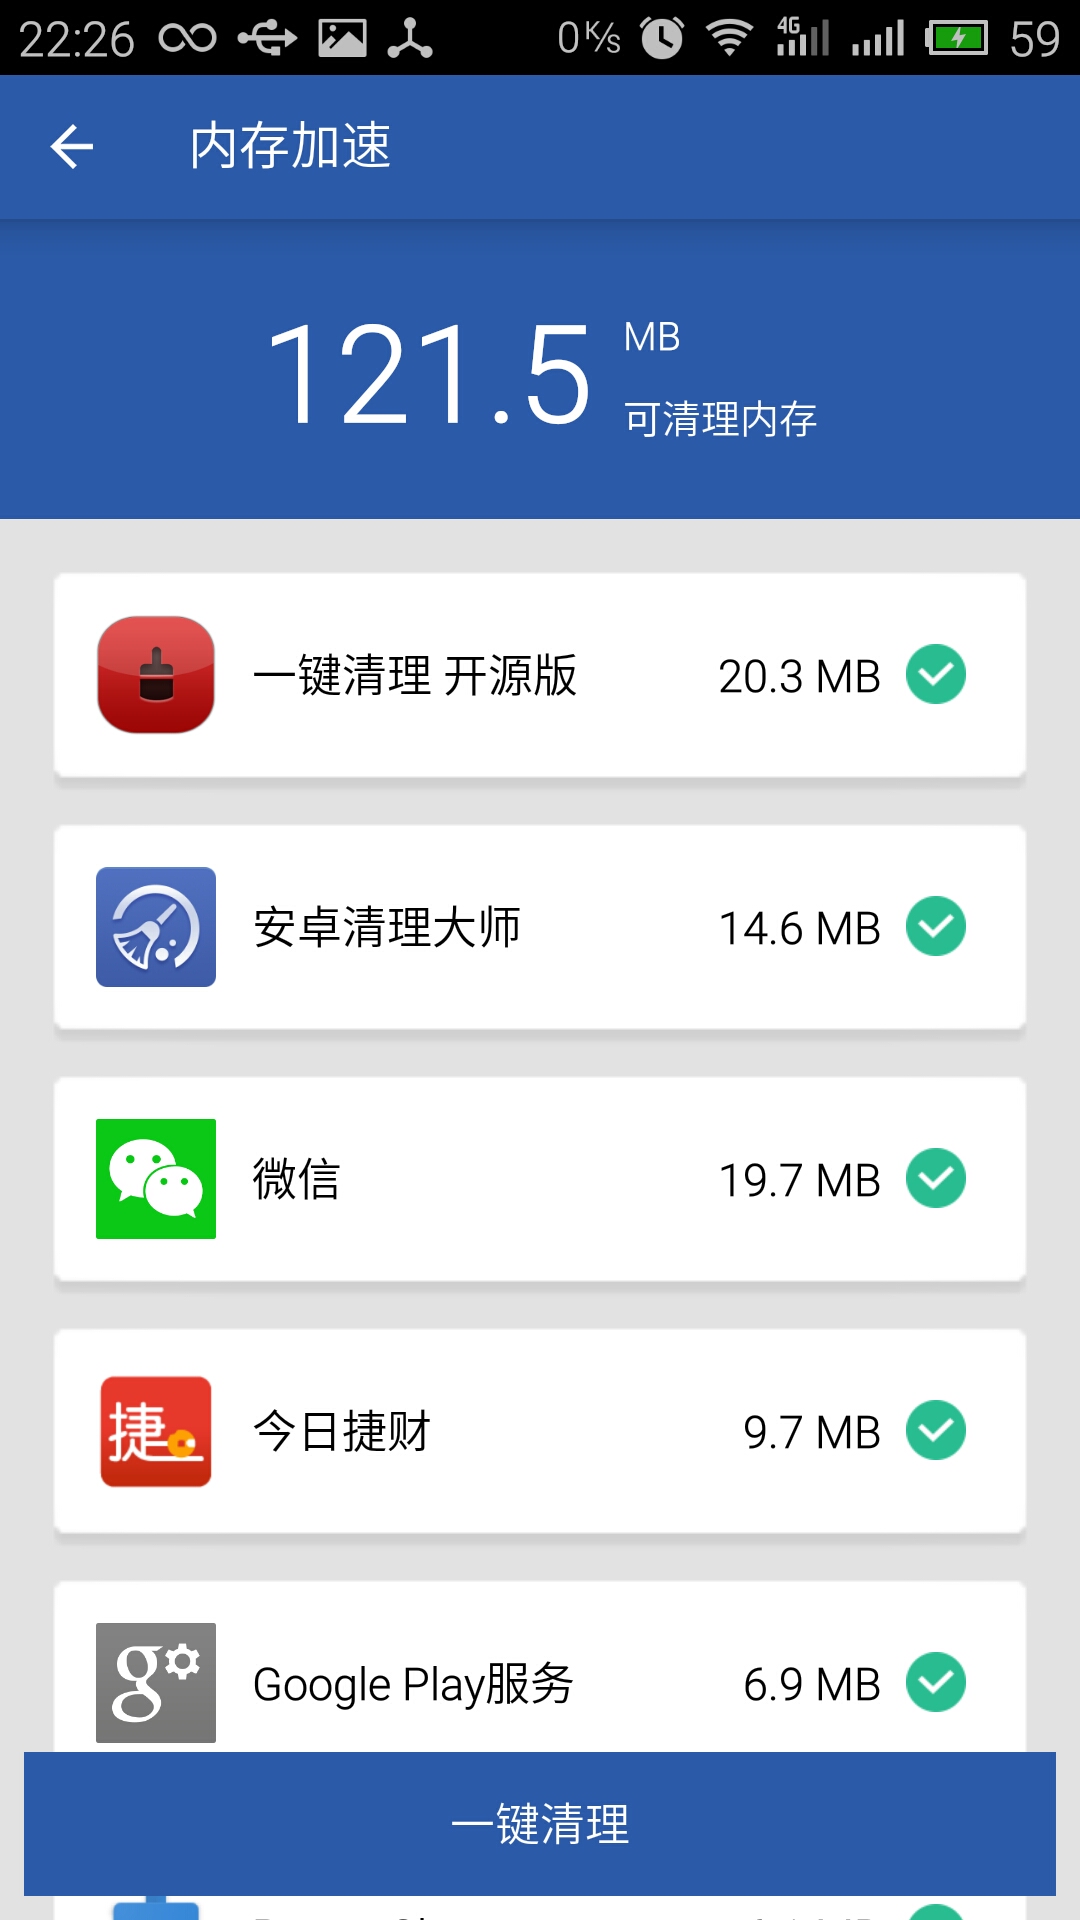 22:26 0 K/s 4G 59
内存加速
121.5 MB
可清理内存
一键清理 开源版 20.3 MB
安卓清理大师 14.6 MB
微信 19.7 MB
捷
今日捷财 9.7 MB
g
Google Play服务 6.9 MB
一键清理